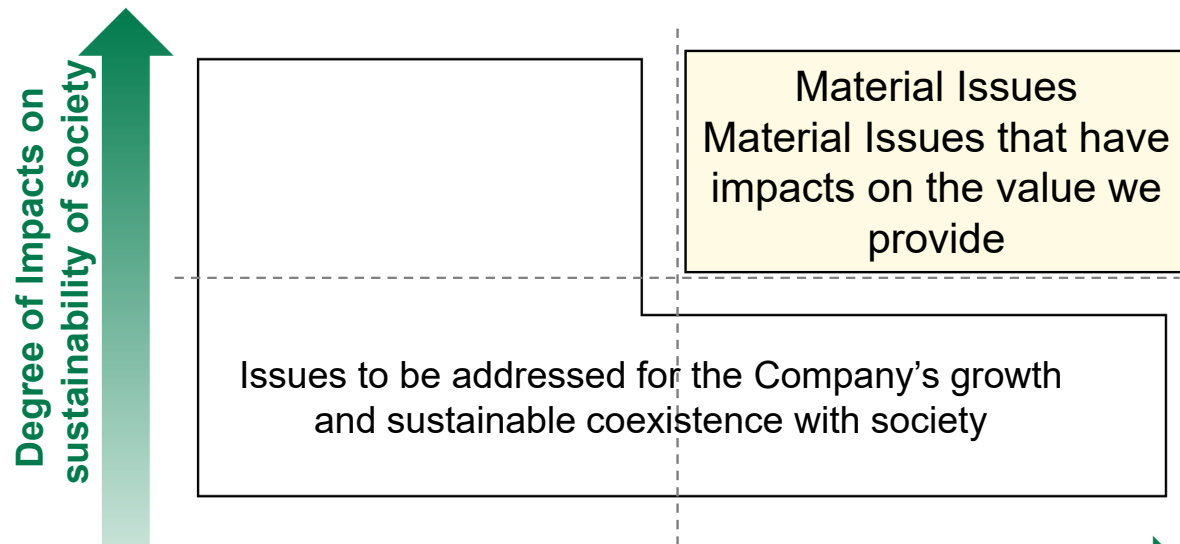 Degree of Impacts on
sustainability of society
Material Issues
Material Issues that have
impacts on the value we
provide
Issues to be addressed for the Company’s growth
and sustainable coexistence with society